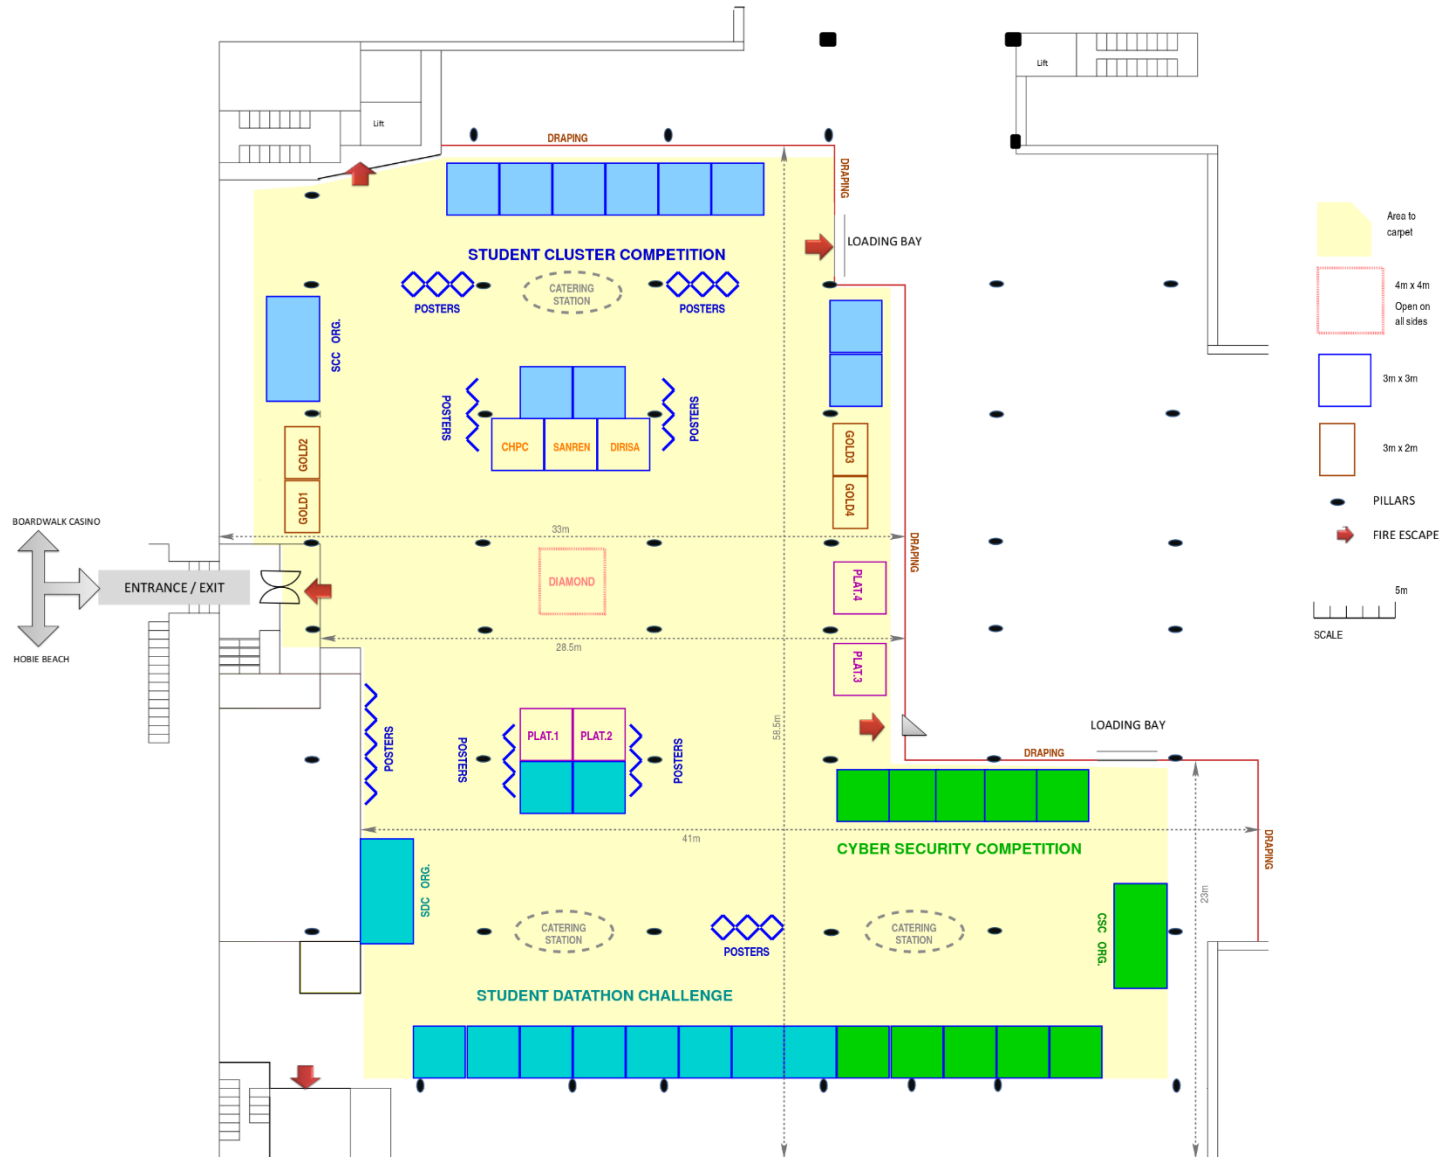 Lift
Lift
DRAPING
DRAPING
LOADING BAY
STUDENT CLUSTER COMPETITION
CATERING
STATION
POSTERS
POSTERS
SCC ORG.
POSTERS
POSTERS
CHPC
SANREN
DIRISA
GOLD2
GOLD1
GOLD3
GOLD4
33m
BOARDWALK CASINO
ENTRANCE / EXIT
HOBIE BEACH
DIAMOND
DRAPING
PLAT.4
28.5m
PLAT.3
58.5m
POSTERS
POSTERS
PLAT.1
PLAT.2
POSTERS
LOADING BAY
DRAPING
41m
CYBER SECURITY COMPETITION
DRAPING
SDC ORG.
23m
CATERING
STATION
POSTERS
CATERING
STATION
CSC ORG.
STUDENT DATATHON CHALLENGE
Area to
carpet
4m x 4m
Open on
all sides
3m x 3m
3m x 2m
PILLARS
FIRE ESCAPE
5m
SCALE